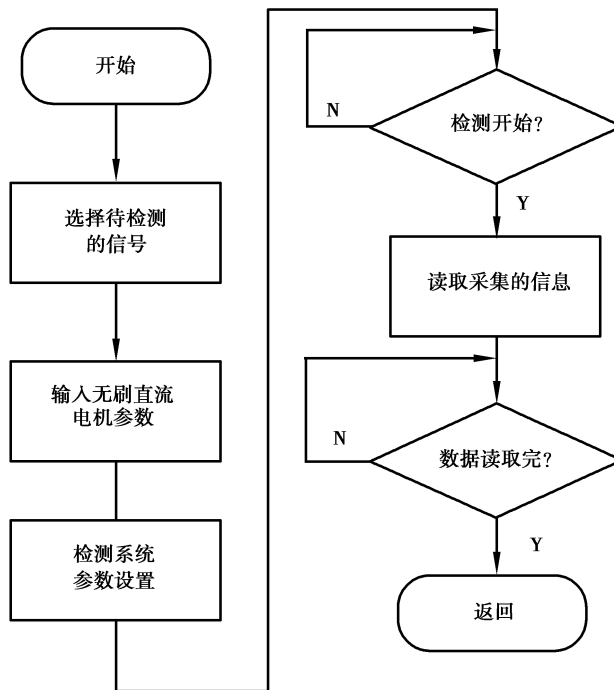 开始
选择待检测
的信号
输入无刷直流
电机参数
检测系统
参数设置
N
检测开始?
Y
读取采集的信息
N
数据读取完?
Y
返回